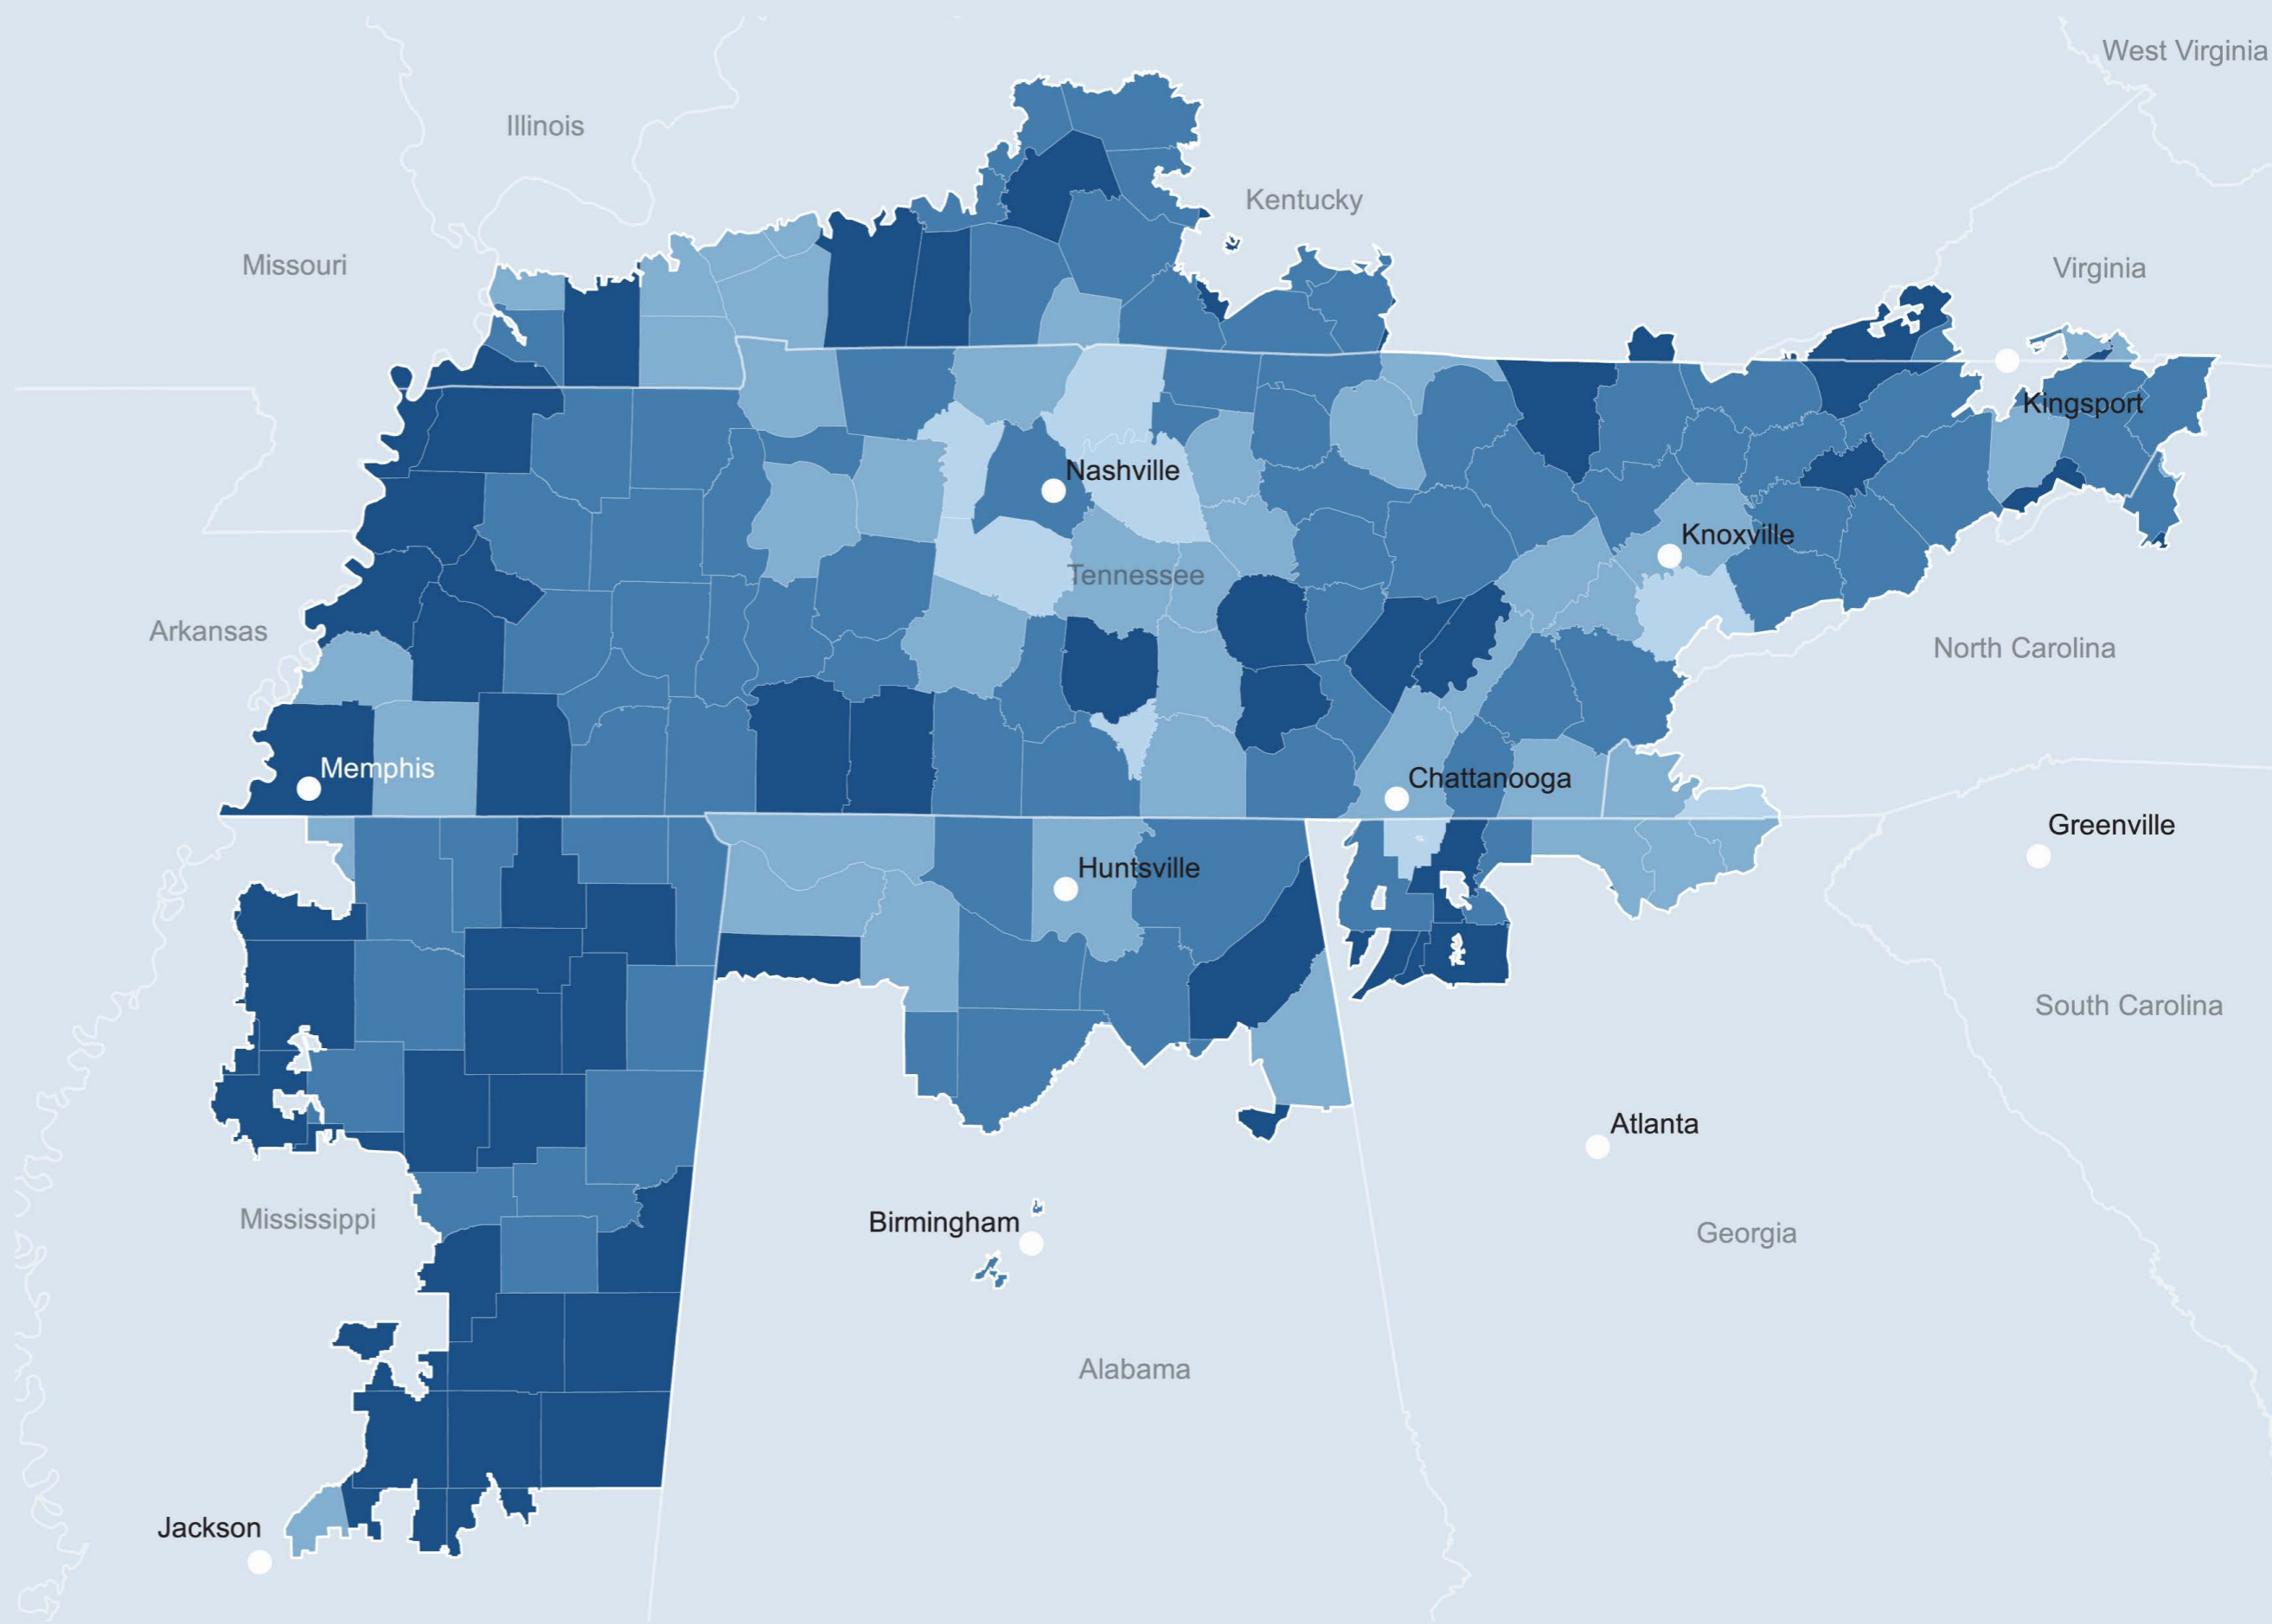 West Virginia
Illinois
Kentucky
Missouri
Virginia
Kingsport
Nashville
Knoxville
Tennessee
Arkansas
North Carolina
Memphis
Chattanooga
Greenville
Huntsville
South Carolina
Atlanta
Mississippi
Birmingham
Georgia
Alabama
Jackson